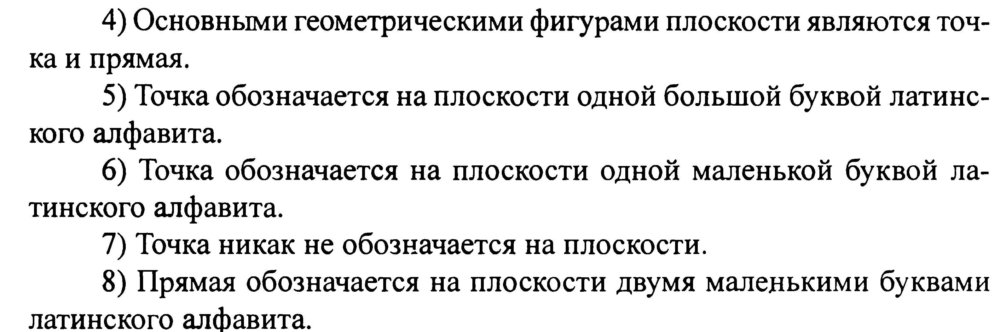 4) Основными геометрическими фигурами плоскости являются точ-
ка и прямая.
5) Точка обозначается на плоскости одной большой буквой латинс-
кого алфавита.
6) Точка обозначается на плоскости одной маленькой буквой ла-
тинского алфавита.
7) Точка никак не обозначается на плоскости.
8) Прямая обозначается на плоскости двумя маленькими буквами
латинского алфавита.